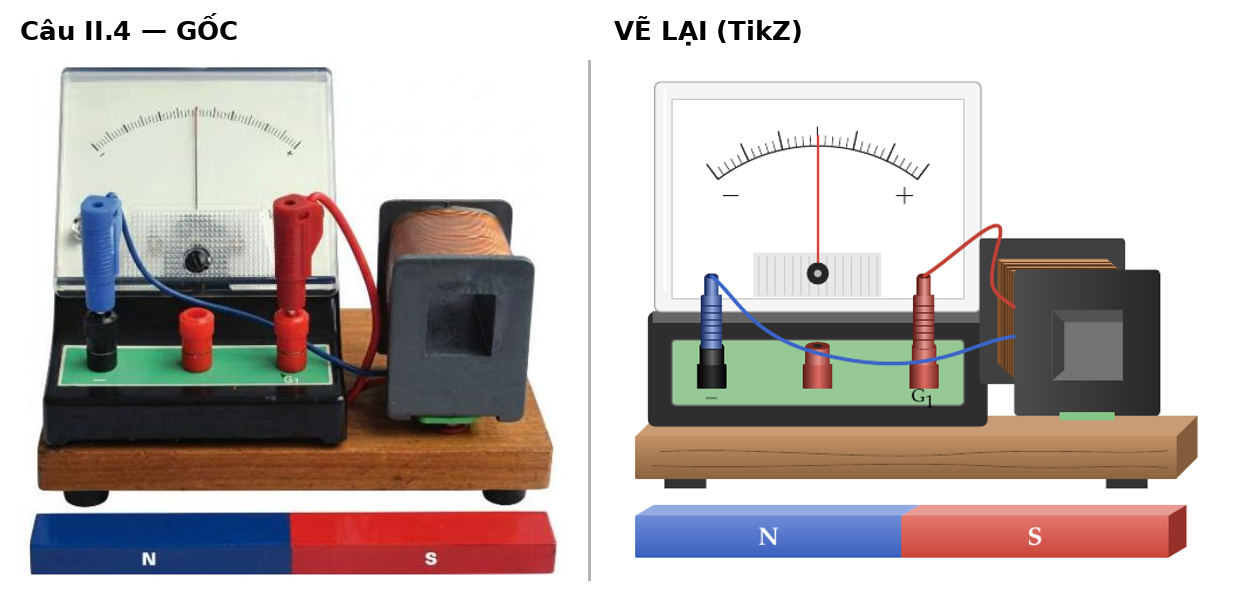 Câu II.4 — GỐC
VẼ LẠI (TikZ)
- +
— +
— G1
— G1
N S
N S